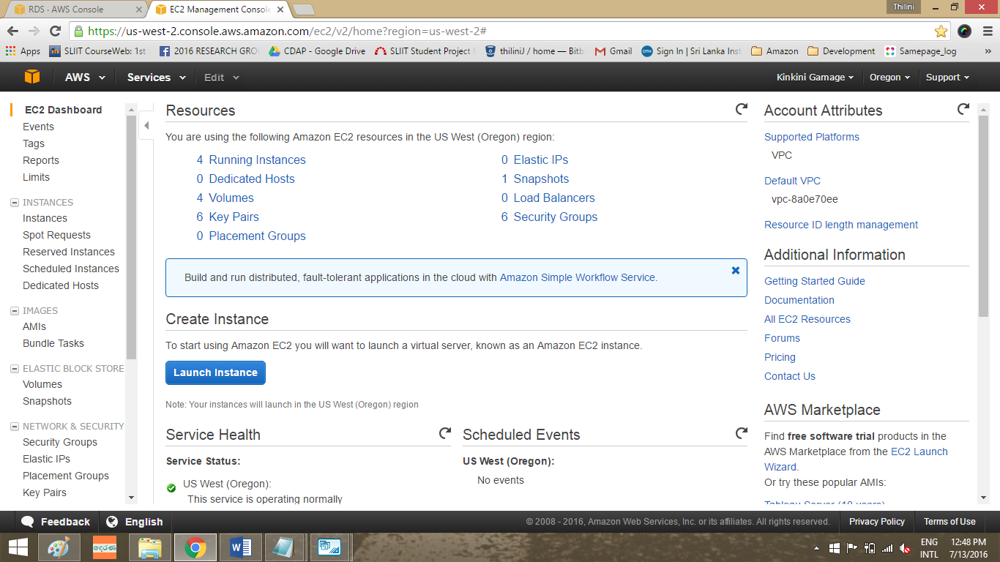 RDS · AWS Console
EC2 Management Console
Thilini
https://us-west-2.console.aws.amazon.com/ec2/v2/home?region=us-west-2#
Apps
SLIIT CourseWeb: 1st
2016 RESEARCH GRO
CDAP - Google Drive
SLIIT Student Project
thiliniJ / home — Bitb
Gmail
Sign In | Sri Lanka Inst
Amazon
Development
Samepage_log
»
AWS
Services
Edit
Kinkini Gamage
Oregon
Support
EC2 Dashboard
Events
Tags
Reports
Limits
INSTANCES
Instances
Spot Requests
Reserved Instances
Scheduled Instances
Dedicated Hosts
IMAGES
AMIs
Bundle Tasks
ELASTIC BLOCK STORE
Volumes
Snapshots
NETWORK & SECURITY
Security Groups
Elastic IPs
Placement Groups
Key Pairs
Resources
You are using the following Amazon EC2 resources in the US West (Oregon) region:
4 Running Instances
0 Elastic IPs
0 Dedicated Hosts
1 Snapshots
4 Volumes
0 Load Balancers
6 Key Pairs
6 Security Groups
0 Placement Groups
Build and run distributed, fault-tolerant applications in the cloud with Amazon Simple Workflow Service.
Create Instance
To start using Amazon EC2 you will want to launch a virtual server, known as an Amazon EC2 instance.
Launch Instance
Note: Your instances will launch in the US West (Oregon) region
Service Health
Service Status:
US West (Oregon):
This service is operating normally
Scheduled Events
US West (Oregon):
No events
Account Attributes
Supported Platforms
VPC
Default VPC
vpc-8a0e70ee
Resource ID length management
Additional Information
Getting Started Guide
Documentation
All EC2 Resources
Forums
Pricing
Contact Us
AWS Marketplace
Find free software trial products in the
AWS Marketplace from the EC2 Launch
Wizard.
Or try these popular AMIs:
Tableau Server (10 users)
Feedback
English
© 2008 - 2016, Amazon Web Services, Inc. or its affiliates. All rights reserved.
Privacy Policy
Terms of Use
දෙරණ
ENG
INTL
12:48 PM
7/13/2016